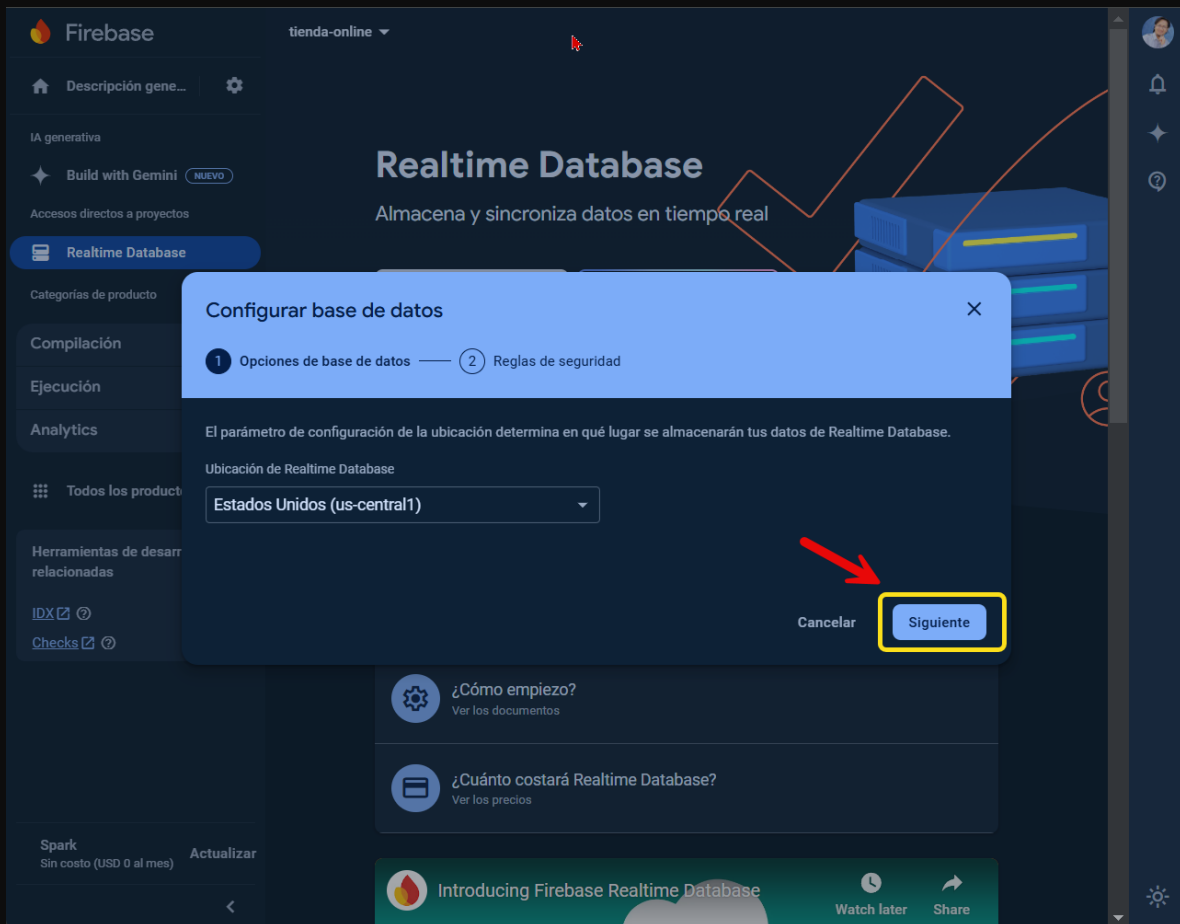 Firebase
tienda-online
Descripción gene...
IA generativa
Build with Gemini NUEVO
Accesos directos a proyectos
Realtime Database
Categorías de producto
Compilación
Ejecución
Analytics
Todos los producto
Herramientas de desarr
relacionadas
IDX
Checks
Spark
Sin costo (USD 0 al mes)
Actualizar
Realtime Database
Almacena y sincroniza datos en tiempo real
Configurar base de datos
1 Opciones de base de datos
2 Reglas de seguridad
El parámetro de configuración de la ubicación determina en qué lugar se almacenarán tus datos de Realtime Database.
Ubicación de Realtime Database
Estados Unidos (us-central1)
Cancelar
Siguiente
¿Cómo empiezo?
Ver los documentos
¿Cuánto costará Realtime Database?
Ver los precios
Introducing Firebase Realtime Database
Watch later
Share